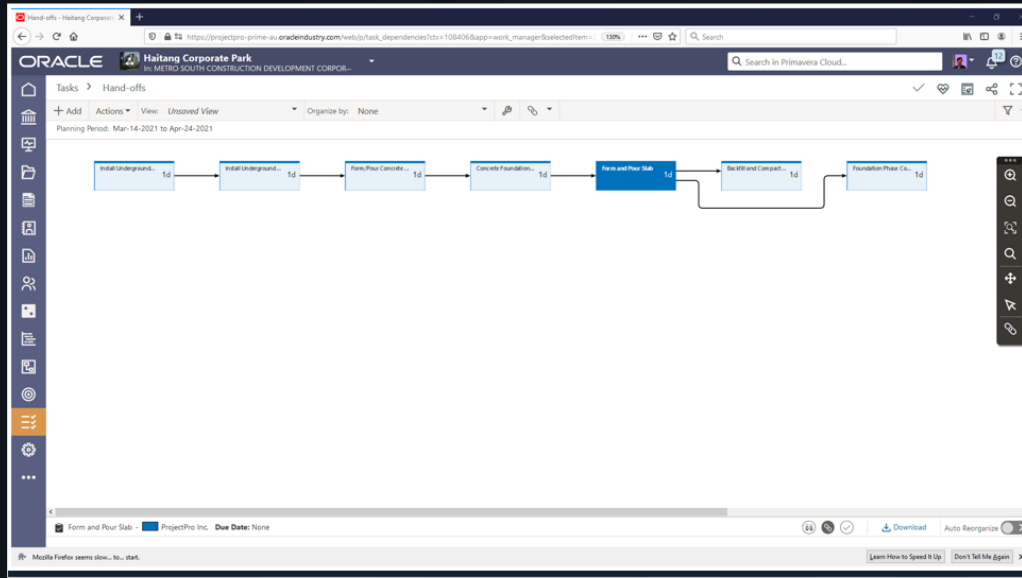 Hand-offs - Haitang Corporate
https://projectpro-prime-au.oracleindustry.com/web/p/task_dependencies?cts=108406&app=work_manager&selectedItem=
130%
Search
ORACLE
Haitang Corporate Park
In: METRO SOUTH CONSTRUCTION DEVELOPMENT CORPOR...
Search in Primavera Cloud...
12
Tasks > Hand-offs
+ Add Actions View: Unsaved View Organize by: None
Planning Period: Mar-14-2021 to Apr-24-2021
Install Underground... 1d
Install Underground... 1d
Form/Pour Concrete ... 1d
Concrete Foundation... 1d
Form and Pour Slab 1d
Backfill and Compact... 1d
Foundation Phase Co... 1d
Form and Pour Slab - ProjectPro Inc. Due Date: None
Download Auto Reorganize
Mozilla Firefox seems slow... to... start.
Learn How to Speed It Up Don't Tell Me Again